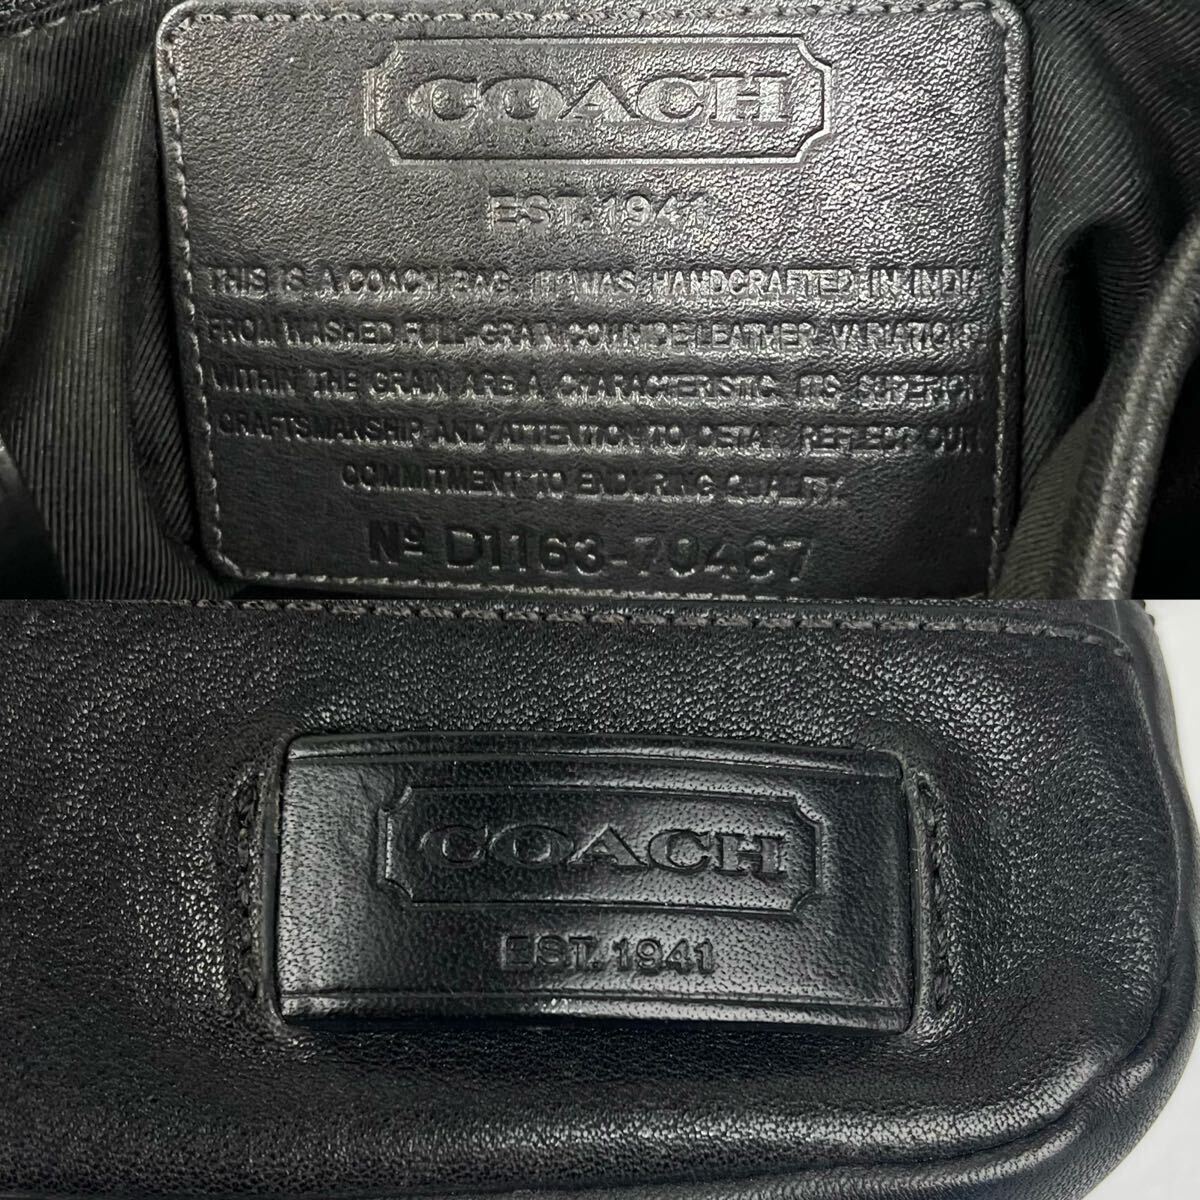 COACH
EST. 1941
THIS IS A COACH BAG. IT WAS HANDCRAFTED IN INDIA
FROM WASHED FULL-GRAIN COWHIDE LEATHER. VARIATIONS
WITHIN THE GRAIN ARE A CHARACTERISTIC. ITS SUPERIOR
CRAFTSMANSHIP AND ATTENTION TO DETAIL REFLECT OUR
COMMITMENT TO ENDURING QUALITY.
Nº D1163-70467
COACH
EST. 1941